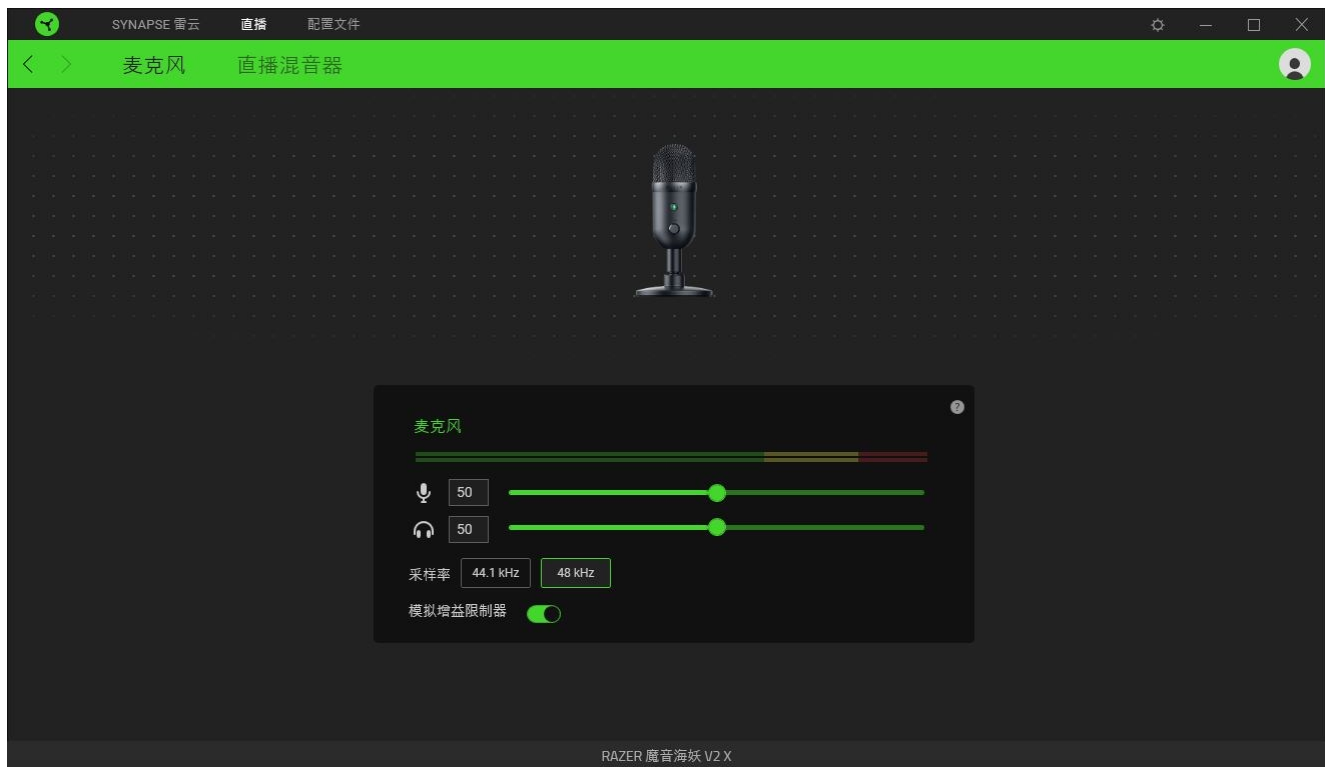 SYNAPSE 雷云 直播 配置文件
麦克风 直播混音器
?
麦克风
50
50
采样率 44.1 kHz 48 kHz
模拟增益限制器
RAZER 魔音海妖 V2 X